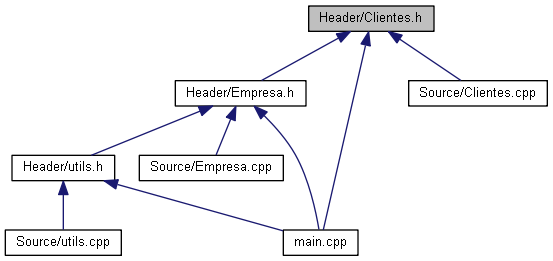 Header/Clientes.h
Header/Empresa.h
Source/Clientes.cpp
Header/utils.h
Source/Empresa.cpp
Source/utils.cpp
main.cpp